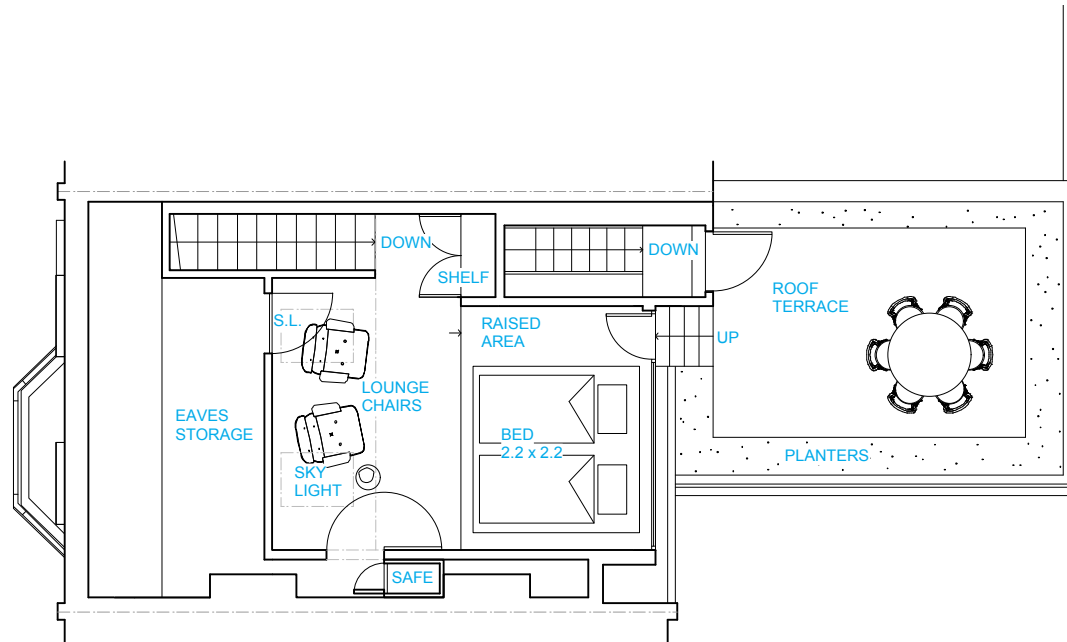 DOWN
DOWN
SHELF
ROOF
TERRACE
S.L.
RAISED
AREA
UP
LOUNGE
CHAIRS
EAVES
STORAGE
BED
2.2 x 2.2
PLANTERS
SKY
LIGHT
SAFE